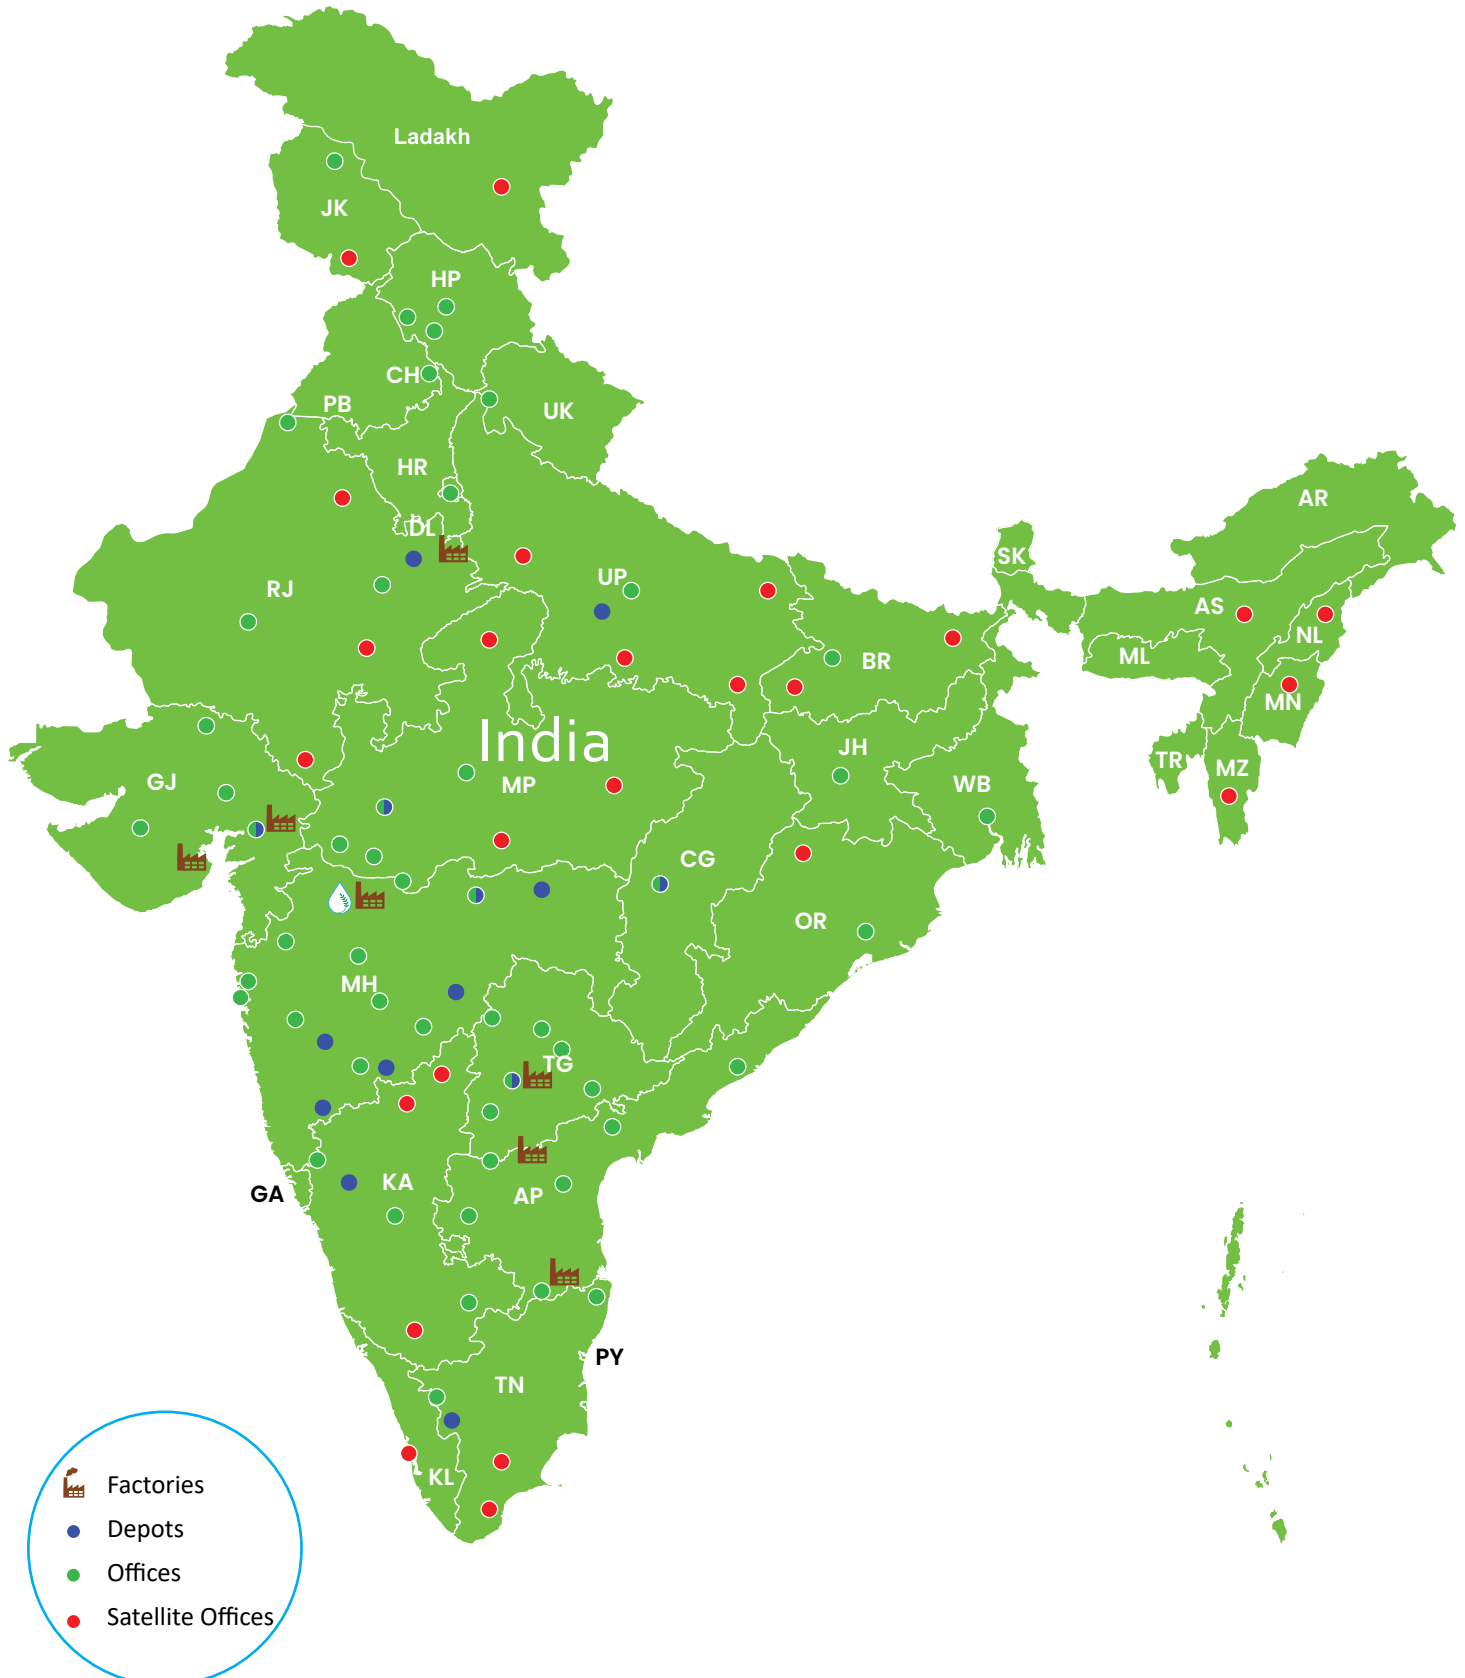 Ladakh
JK
HP
CH
PB
UK
HR
AR
DL
SK
UP
RJ
AS
NL
ML
BR
MN
India
JH
TR
MZ
GJ
MP
WB
CG
OR
MH
TG
KA
GA
AP
PY
TN
KL
Factories
Depots
Offices
Satellite Offices